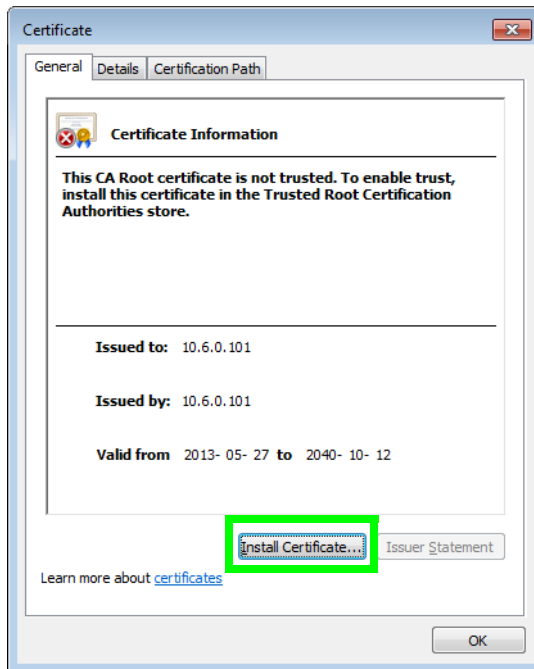 Certificate
General Details Certification Path
Certificate Information
This CA Root certificate is not trusted. To enable trust,
install this certificate in the Trusted Root Certification
Authorities store.
Issued to: 10.6.0.101
Issued by: 10.6.0.101
Valid from 2013- 05- 27 to 2040- 10- 12
Install Certificate... Issuer Statement
Learn more about certificates
OK